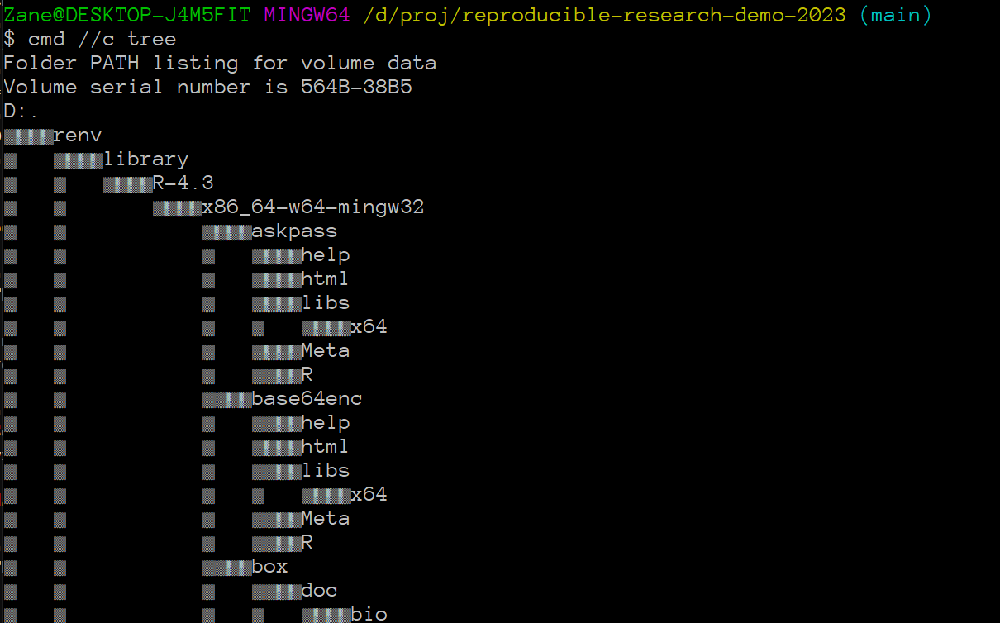 Zane@DESKTOP-J4M5FIT MINGW64 /d/proj/reproducible-research-demo-2023 (main)
$ cmd //c tree
Folder PATH listing for volume data
Volume serial number is 564B-38B5
D:.
▒▒▒▒renv
▒   ▒▒▒▒library
▒   ▒   ▒▒▒▒R-4.3
▒   ▒       ▒▒▒▒x86_64-w64-mingw32
▒   ▒           ▒▒▒▒askpass
▒   ▒           ▒   ▒▒▒▒help
▒   ▒           ▒   ▒▒▒▒html
▒   ▒           ▒   ▒▒▒▒libs
▒   ▒           ▒   ▒   ▒▒▒▒x64
▒   ▒           ▒   ▒▒▒▒Meta
▒   ▒           ▒   ▒▒▒▒R
▒   ▒           ▒▒▒▒base64enc
▒   ▒           ▒   ▒▒▒▒help
▒   ▒           ▒   ▒▒▒▒html
▒   ▒           ▒   ▒▒▒▒libs
▒   ▒           ▒   ▒   ▒▒▒▒x64
▒   ▒           ▒   ▒▒▒▒Meta
▒   ▒           ▒   ▒▒▒▒R
▒   ▒           ▒▒▒▒box
▒   ▒           ▒   ▒▒▒▒doc
▒   ▒           ▒   ▒   ▒▒▒▒bio